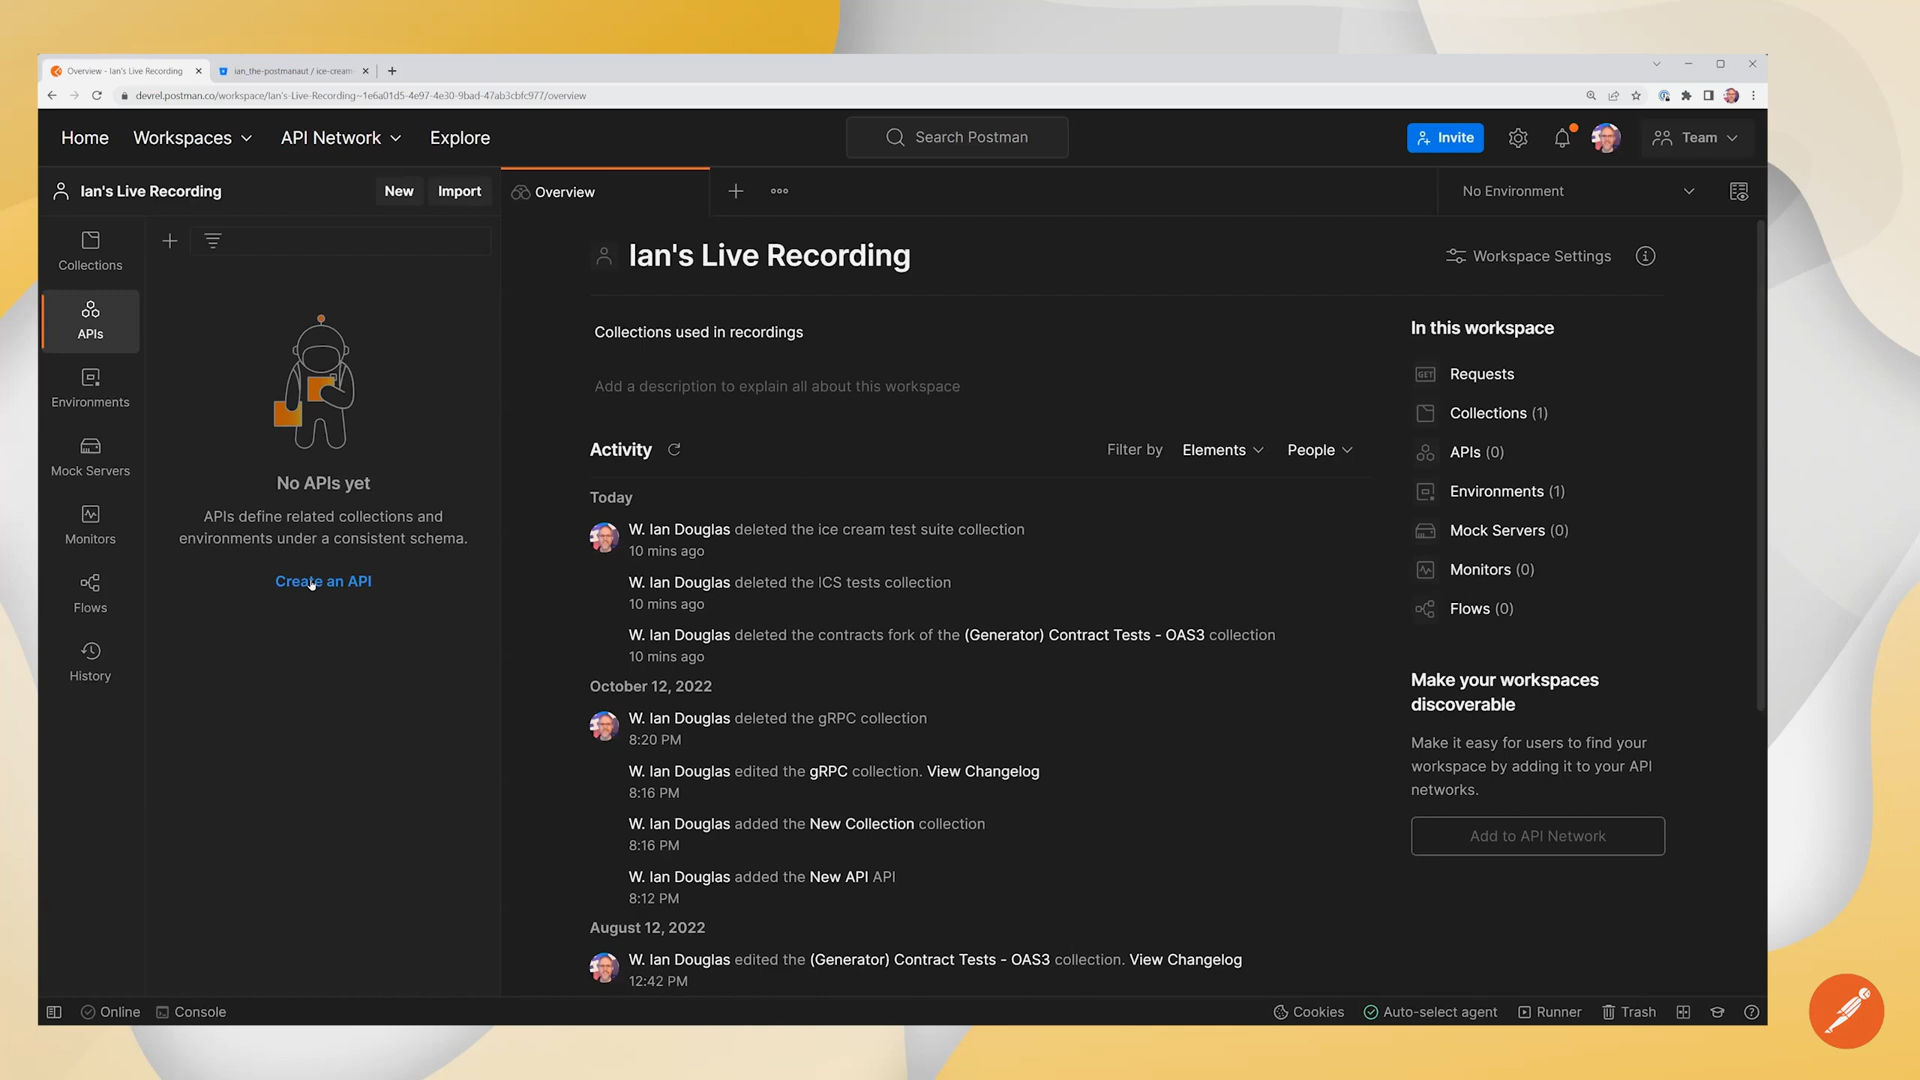 Overview - Ian's Live Recording
ian_the-postmanaut / ice-cream
devrel.postman.co/workspace/Ian's-Live-Recording~1e6a01d5-4e97-4e30-9bad-47ab3cbfc977/overview
Home
Workspaces
API Network
Explore
Search Postman
Invite
Team
Ian's Live Recording
New
Import
Overview
No Environment
Collections
APIs
Environments
Mock Servers
Monitors
Flows
History
No APIs yet
APIs define related collections and
environments under a consistent schema.
Create an API
Ian's Live Recording
Workspace Settings
Collections used in recordings
Add a description to explain all about this workspace
Activity
Filter by
Elements
People
Today
W. Ian Douglas deleted the ice cream test suite collection
10 mins ago
W. Ian Douglas deleted the ICS tests collection
10 mins ago
W. Ian Douglas deleted the contracts fork of the (Generator) Contract Tests - OAS3 collection
10 mins ago
October 12, 2022
W. Ian Douglas deleted the gRPC collection
8:20 PM
W. Ian Douglas edited the gRPC collection. View Changelog
8:16 PM
W. Ian Douglas added the New Collection collection
8:16 PM
W. Ian Douglas added the New API API
8:12 PM
August 12, 2022
W. Ian Douglas edited the (Generator) Contract Tests - OAS3 collection. View Changelog
12:42 PM
In this workspace
GET Requests
Collections (1)
APIs (0)
Environments (1)
Mock Servers (0)
Monitors (0)
Flows (0)
Make your workspaces
discoverable
Make it easy for users to find your
workspace by adding it to your API
networks.
Add to API Network
Online
Console
Cookies
Auto-select agent
Runner
Trash